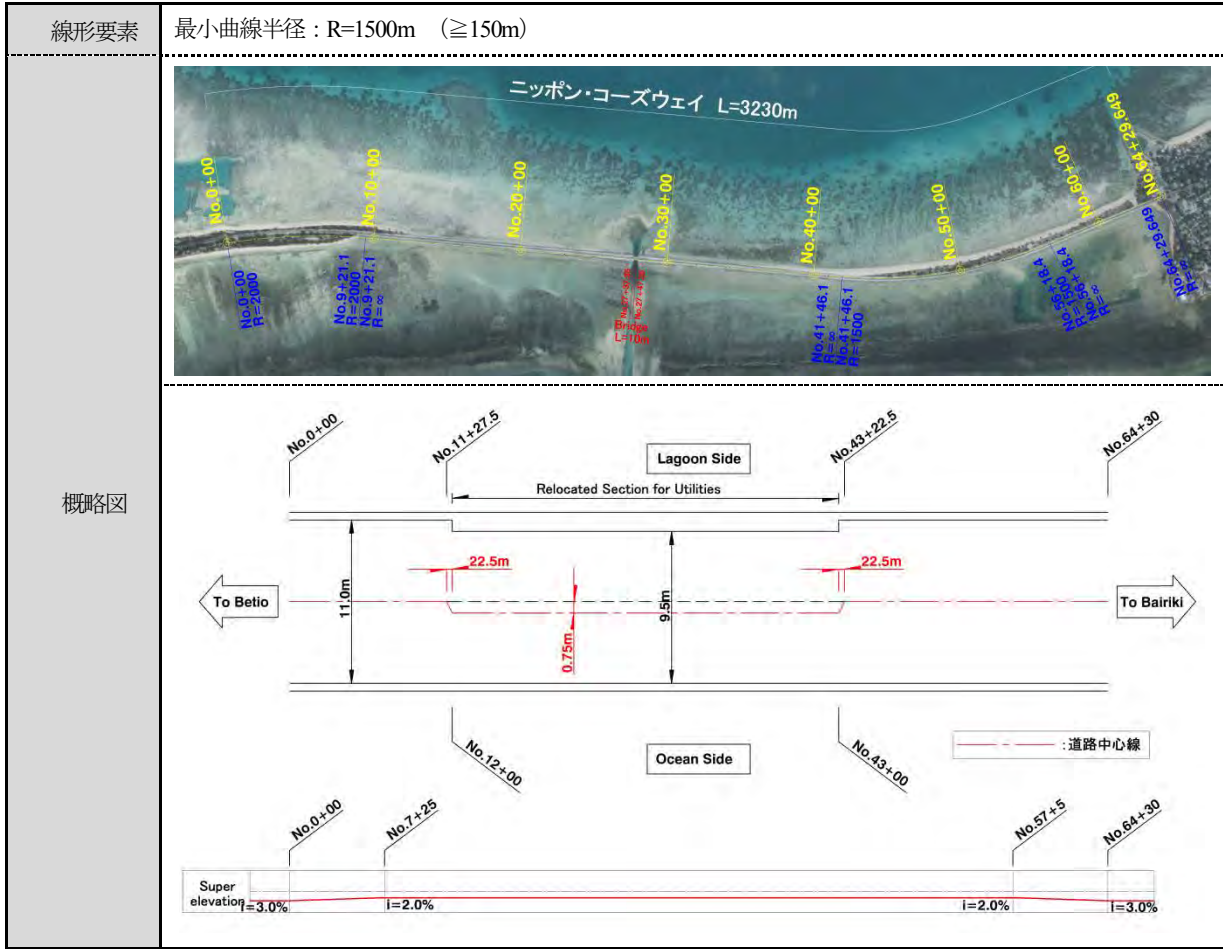 線形要素
最小曲線半径：R=1500m （≧150m）
概略図
ニッポン・コーズウェイ L=3230m
No.0+00
No.10+00
No.20+00
No.30+00
No.40+00
No.50+00
No.60+00
No.64+29.649
No.0+00
R=2000
No.9+21.1
R=2000
No.9+21.1
R=∞
Bridge
L=10m
No.41+46.1
R=∞
No.41+46.1
R=1500
No.56+18.4
R=1500
No.56+18.4
R=∞
No.64+29.649
R=∞
No.0+00
No.11+27.5
Lagoon Side
No.43+22.5
No.64+30
Relocated Section for Utilities
22.5m
22.5m
To Betio
11.0m
0.75m
9.5m
To Bairiki
No.12+00
Ocean Side
No.43+00
:道路中心線
No.0+00
No.7+25
No.57+5
No.64+30
Super
elevation
i=3.0%
i=2.0%
i=2.0%
i=3.0%